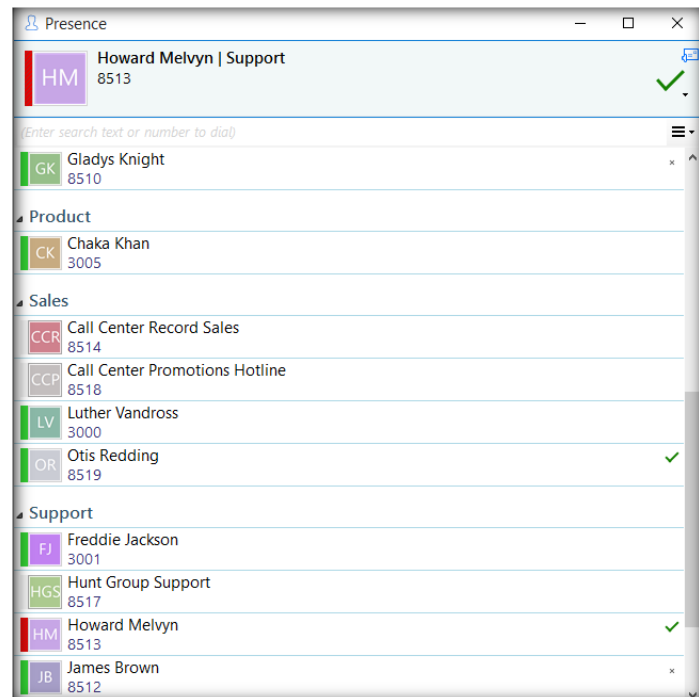 Presence
HM
Howard Melvyn | Support
8513
(Enter search text or number to dial)
GK
Gladys Knight
8510
Product
CK
Chaka Khan
3005
Sales
CCR
Call Center Record Sales
8514
CCP
Call Center Promotions Hotline
8518
LV
Luther Vandross
3000
OR
Otis Redding
8519
Support
FJ
Freddie Jackson
3001
HGS
Hunt Group Support
8517
HM
Howard Melvyn
8513
JB
James Brown
8512